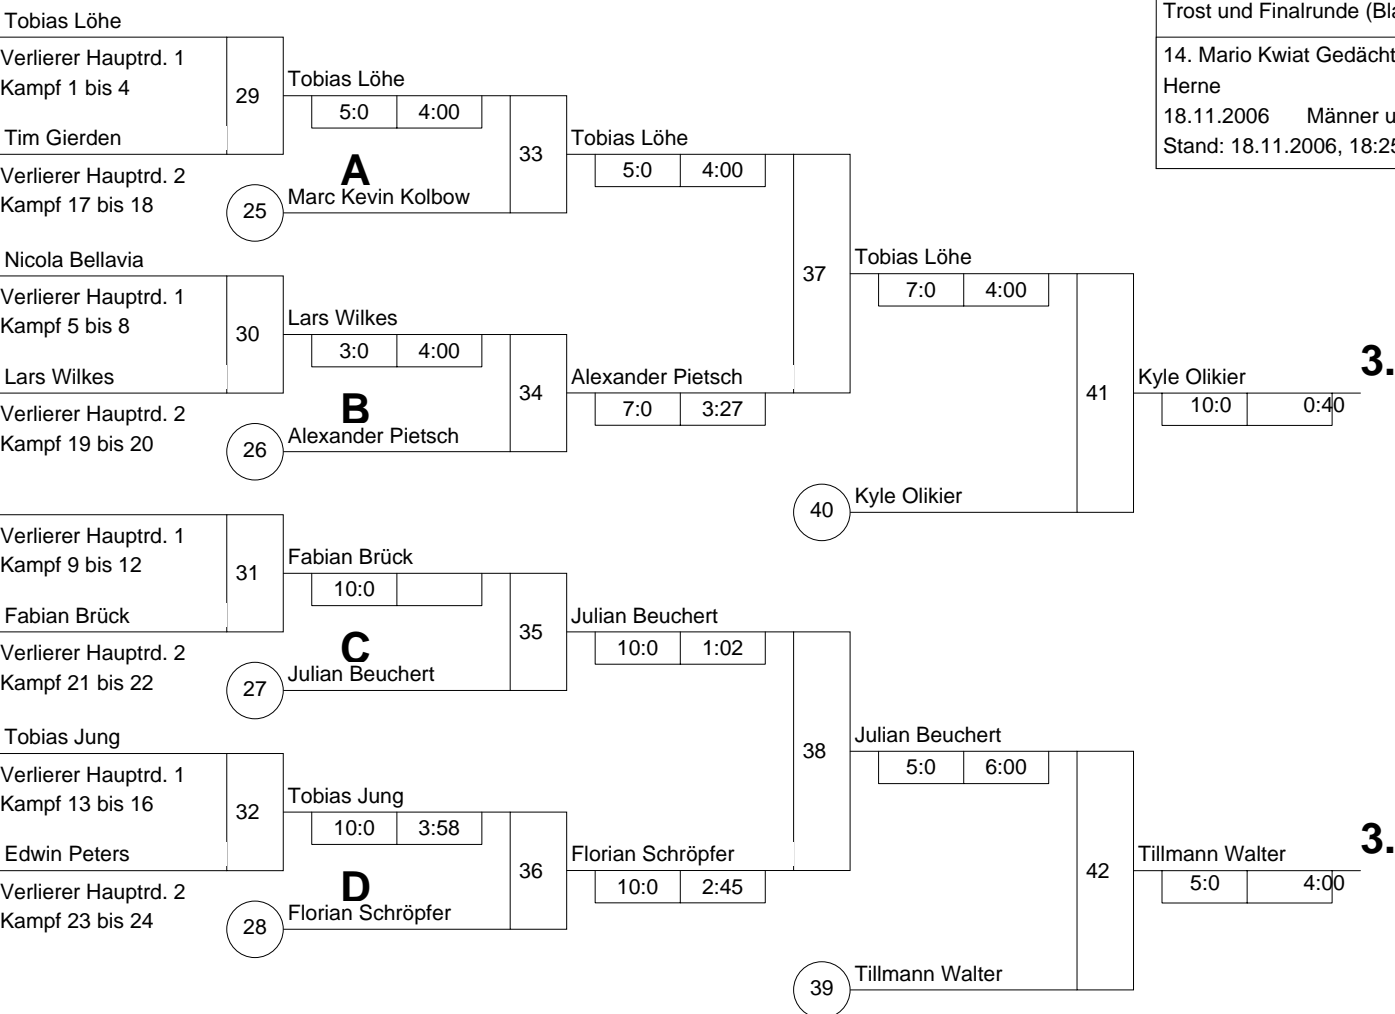 Trost und Finalrunde
14. Mario Kwiat
Herne
18.11.2006 Männer
Stand: 18.11.2006,
Tobias Löhe
Verlierer Hauptrd. 1
Kampf 1 bis 4
29
Tim Gierden
Verlierer Hauptrd. 2
Kampf 17 bis 18
25
Tobias Löhe
5:0 4:00
A
Marc Kevin Kolbow
33
Tobias Löhe
5:0 4:00
Nicola Bellavia
Verlierer Hauptrd. 1
Kampf 5 bis 8
30
Lars Wilkes
Verlierer Hauptrd. 2
Kampf 19 bis 20
26
Lars Wilkes
3:0 4:00
B
Alexander Pietsch
34
Alexander Pietsch
7:0 3:27
37
Tobias Löhe
7:0 4:00
41
40
Kyle Olikier
Kyle Olikier
10:0 0:40
3.
Verlierer Hauptrd. 1
Kampf 9 bis 12
31
Fabian Brück
Verlierer Hauptrd. 2
Kampf 21 bis 22
27
Fabian Brück
10:0
C
Julian Beuchert
35
Julian Beuchert
10:0 1:02
Tobias Jung
Verlierer Hauptrd. 1
Kampf 13 bis 16
32
Edwin Peters
Verlierer Hauptrd. 2
Kampf 23 bis 24
28
Tobias Jung
10:0 3:58
D
Florian Schröpfer
36
Florian Schröpfer
10:0 2:45
38
Julian Beuchert
5:0 6:00
42
39
Tillmann Walter
Tillmann Walter
5:0 4:00
3.